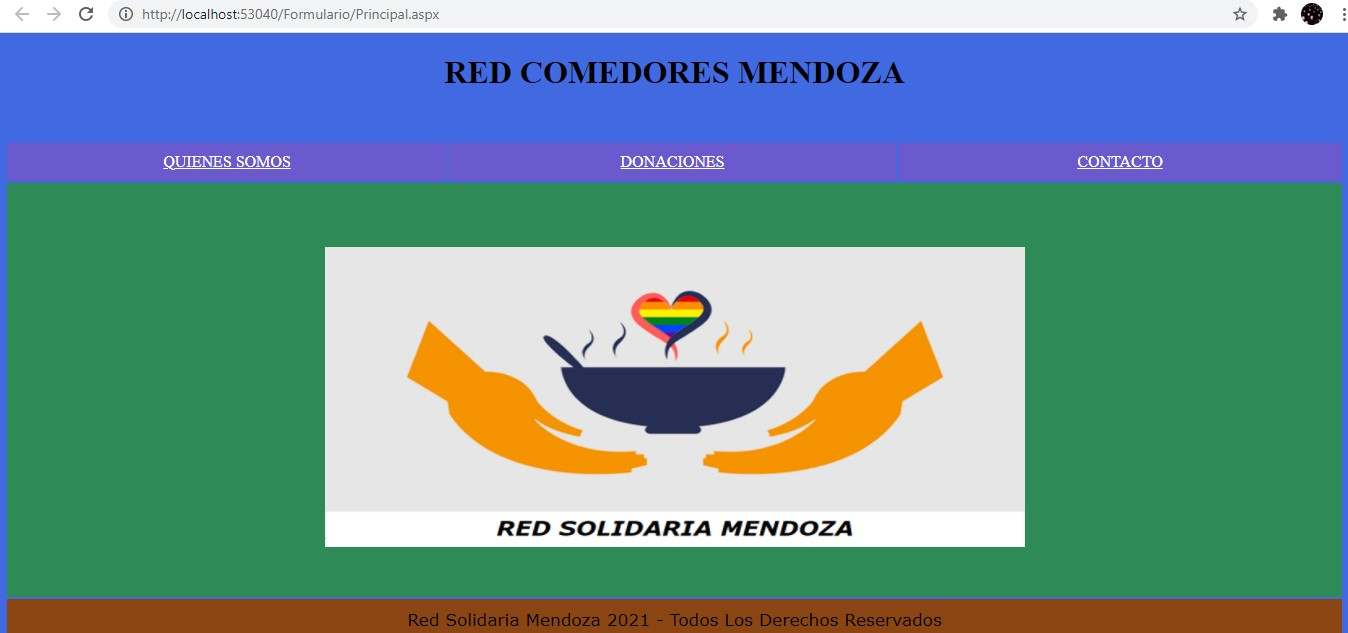 http://localhost:53040/Formulario/Principal.aspx
RED COMEDORES MENDOZA
QUIENES SOMOS DONACIONES CONTACTO
RED SOLIDARIA MENDOZA
Red Solidaria Mendoza 2021 - Todos Los Derechos Reservados